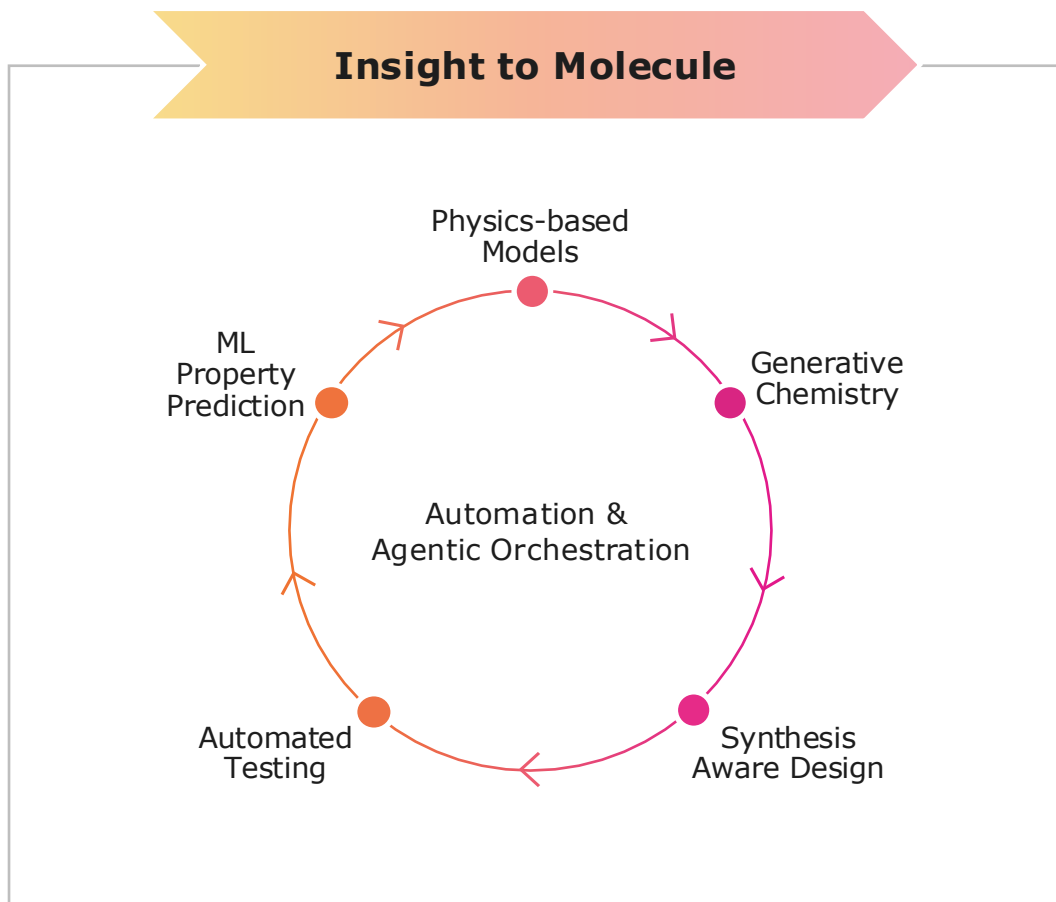 Insight to Molecule
Physics-based
Models
Generative
Chemistry
ML
Property
Prediction
Automation &
Agentic Orchestration
Synthesis
Aware Design
Automated
Testing